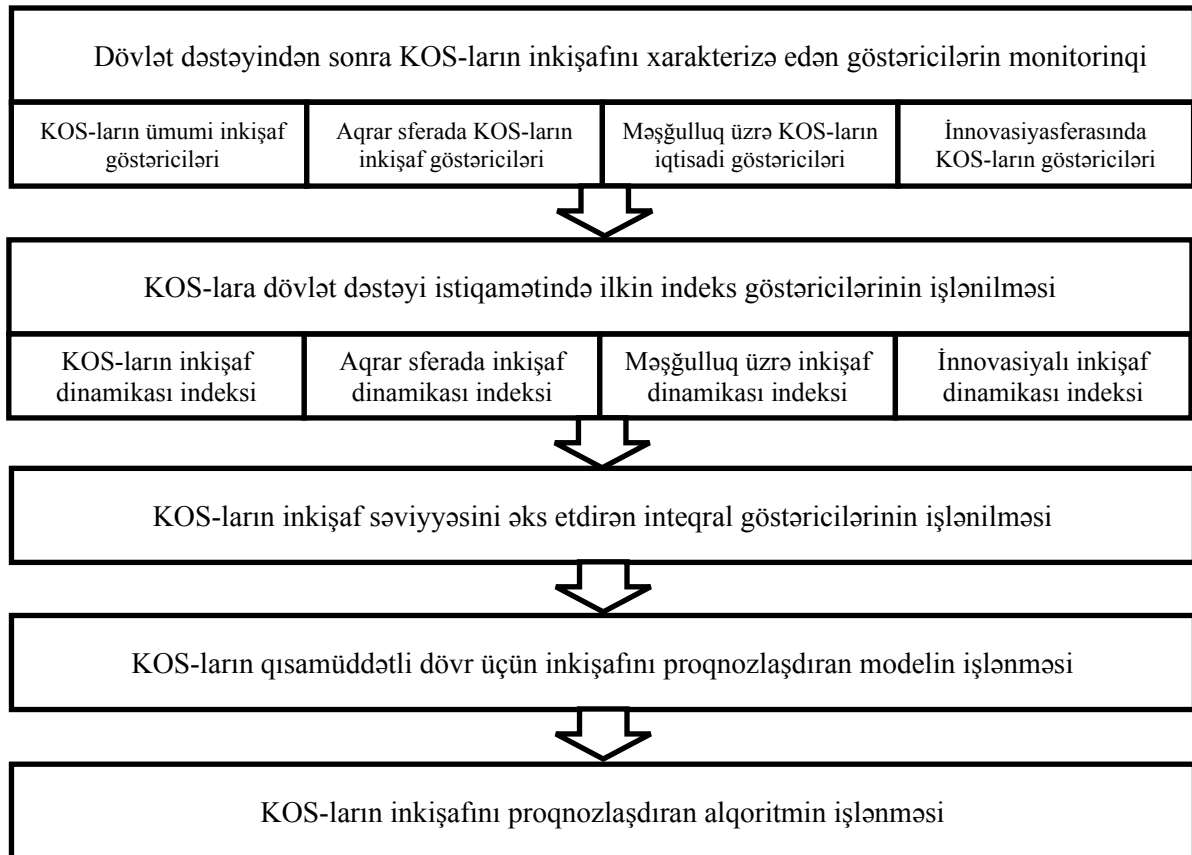 Dövlət dəstəyindən sonra KOS-ların inkişafını xarakterizə edən göstəricilərin monitorinqi
KOS-ların ümumi inkişaf
göstəriciləri
Aqrar sferada KOS-ların
inkişaf göstəriciləri
Məşğulluq üzrə KOS-ların
iqtisadi göstəriciləri
İnnovasiyasferasında
KOS-ların göstəriciləri
KOS-lara dövlət dəstəyi istiqamətində ilkin indeks göstəricilərinin işlənilməsi
KOS-ların inkişaf
dinamikası indeksi
Aqrar sferada inkişaf
dinamikası indeksi
Məşğulluq üzrə inkişaf
dinamikası indeksi
İnnovasiyalı inkişaf
dinamikası indeksi
KOS-ların inkişaf səviyyəsini əks etdirən inteqral göstəricilərinin işlənilməsi
KOS-ların qısamüddətli dövr üçün inkişafını proqnozlaşdıran modelin işlənməsi
KOS-ların inkişafını proqnozlaşdıran alqoritmin işlənməsi